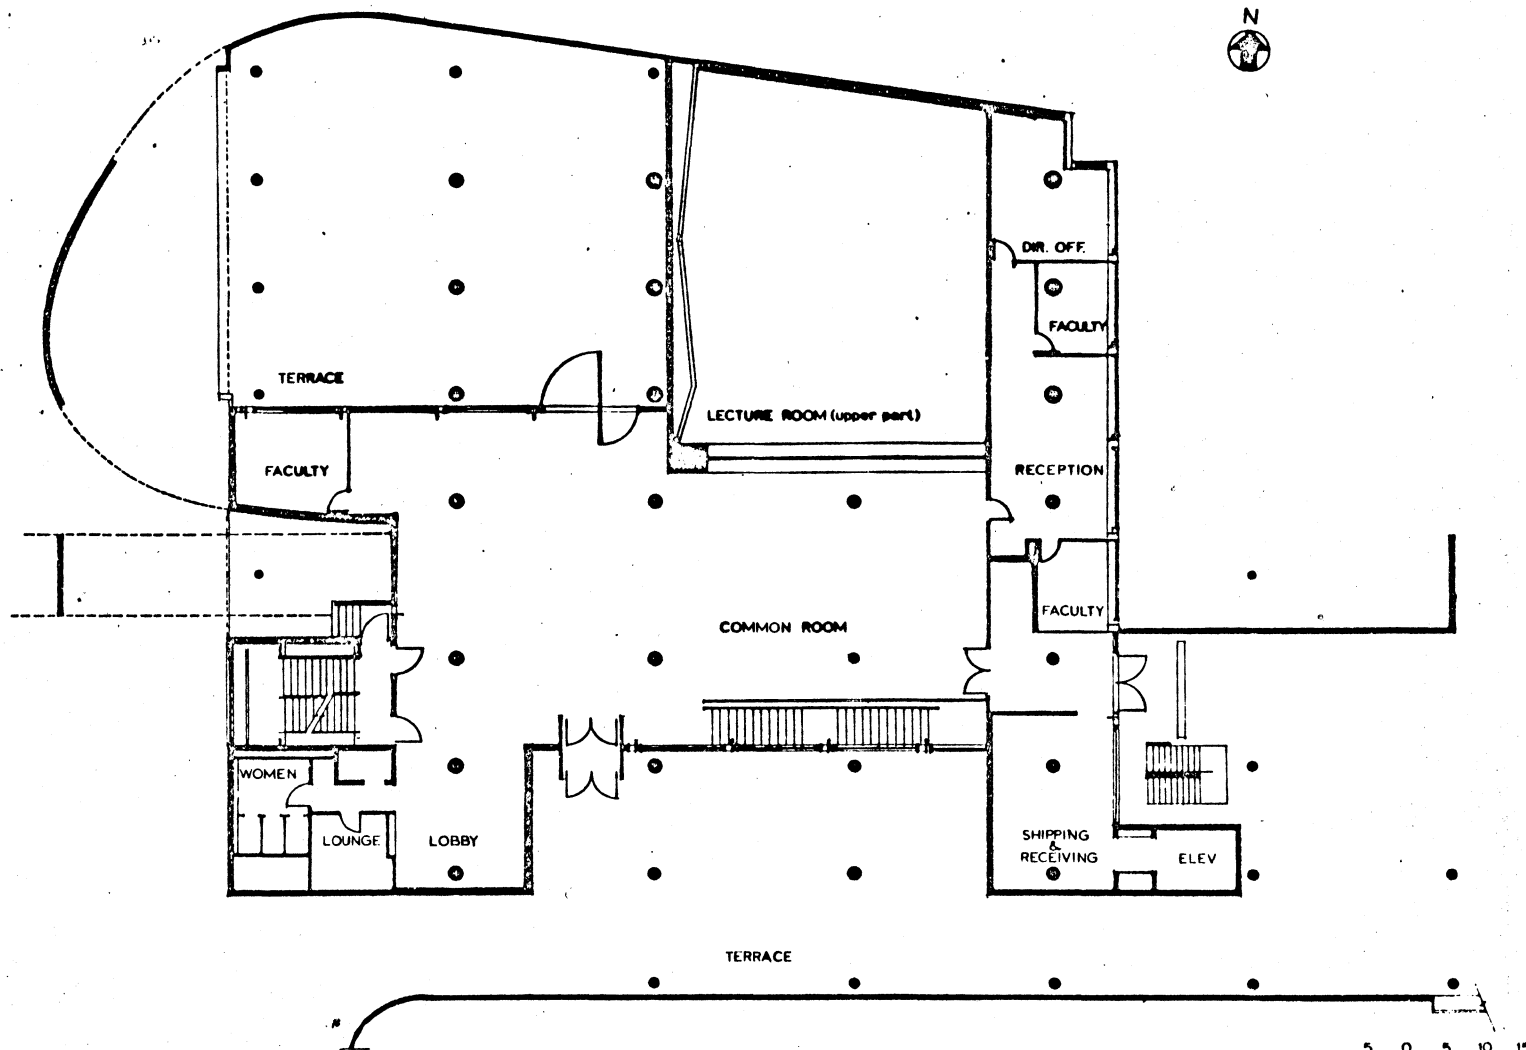 N
DIR. OFF.
FACULTY
TERRACE
LECTURE ROOM (upper part)
FACULTY
RECEPTION
FACULTY
COMMON ROOM
WOMEN
LOUNGE
LOBBY
SHIPPING
&
RECEIVING
ELEV
TERRACE
5 0 5 10 15